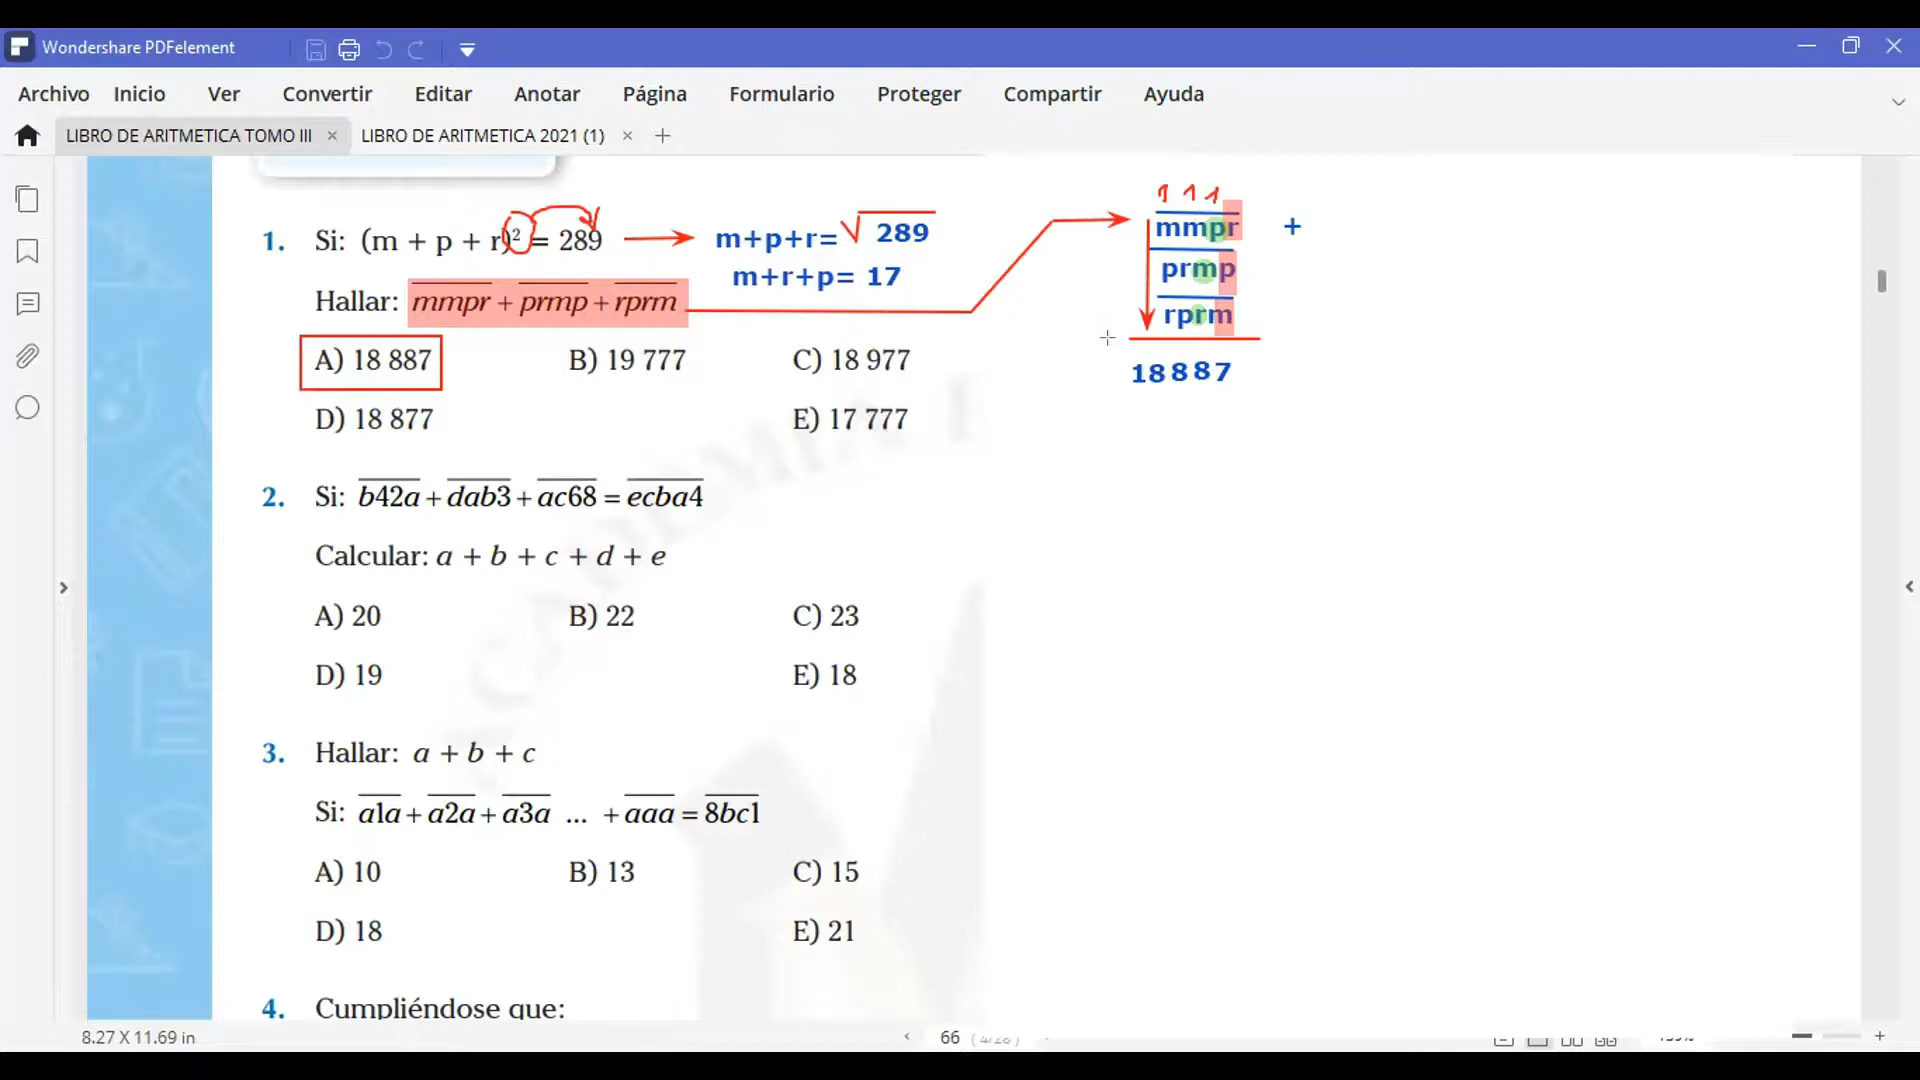 Wondershare PDFelement
Archivo Inicio Ver Convertir Editar Anotar Página Formulario Proteger Compartir Ayuda
LIBRO DE ARITMETICA TOMO III × LIBRO DE ARITMETICA 2021 (1) × +
1 1 1
1. Si: (m + p + r)² = 289
m+p+r= √289
m+r+p= 17
Hallar: mmpr + prmp + rprm
mmpr +
prmp
rprm
18887
A) 18 887 B) 19 777 C) 18 977
D) 18 877 E) 17 777
2. Si: b42a + dab3 + ac68 = ecba4
Calcular: a + b + c + d + e
A) 20 B) 22 C) 23
D) 19 E) 18
3. Hallar: a + b + c
Si: a1a + a2a + a3a ... + aaa = 8bc1
A) 10 B) 13 C) 15
D) 18 E) 21
4. Cumpliéndose que:
8.27 X 11.69 in
66
ACADEMIA